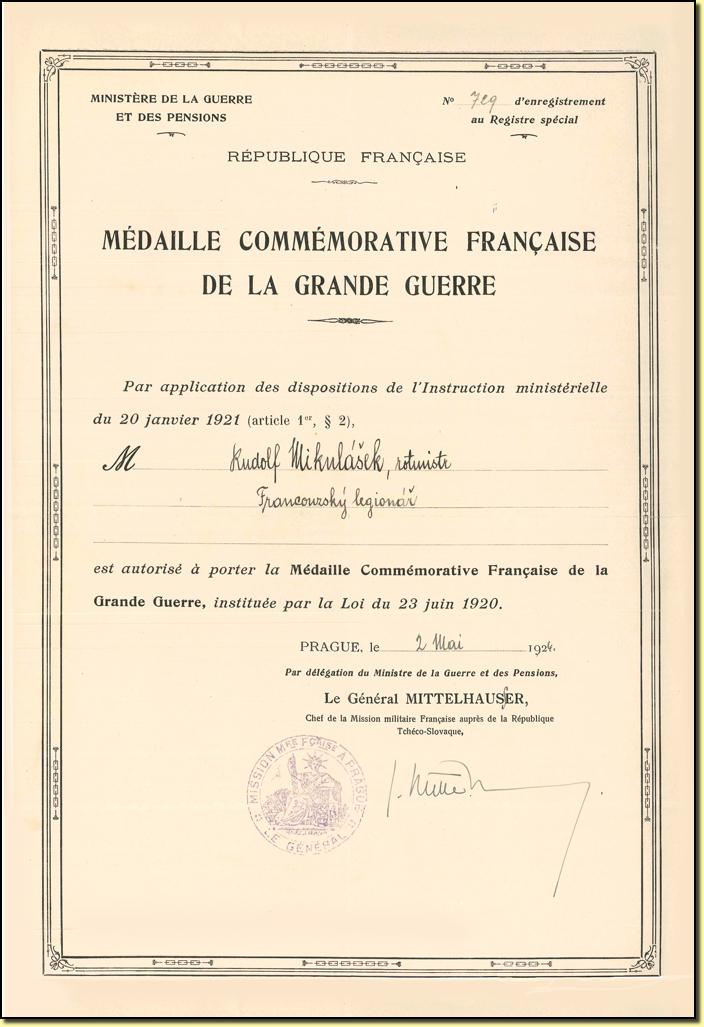 MINISTÈRE DE LA GUERRE
ET DES PENSIONS
No 729 d'enregistrement
au Registre spécial
RÉPUBLIQUE FRANÇAISE
MÉDAILLE COMMÉMORATIVE FRANÇAISE
DE LA GRANDE GUERRE
Par application des dispositions de l'Instruction ministérielle
du 20 janvier 1921 (article 1er, § 2),
M Rudolf Mikulášek, rotmistr
Francouzský legionář
est autorisé à porter la Médaille Commémorative Française de la
Grande Guerre, instituée par la Loi du 23 juin 1920.
PRAGUE, le 2 Mai 1924.
Par délégation du Ministre de la Guerre et des Pensions,
Le Général MITTELHAUSER,
Chef de la Mission militaire Française auprès de la République
Tchéco-Slovaque,
MISSION MRE FÇAISE A PRAGUE
LE GÉNÉRAL